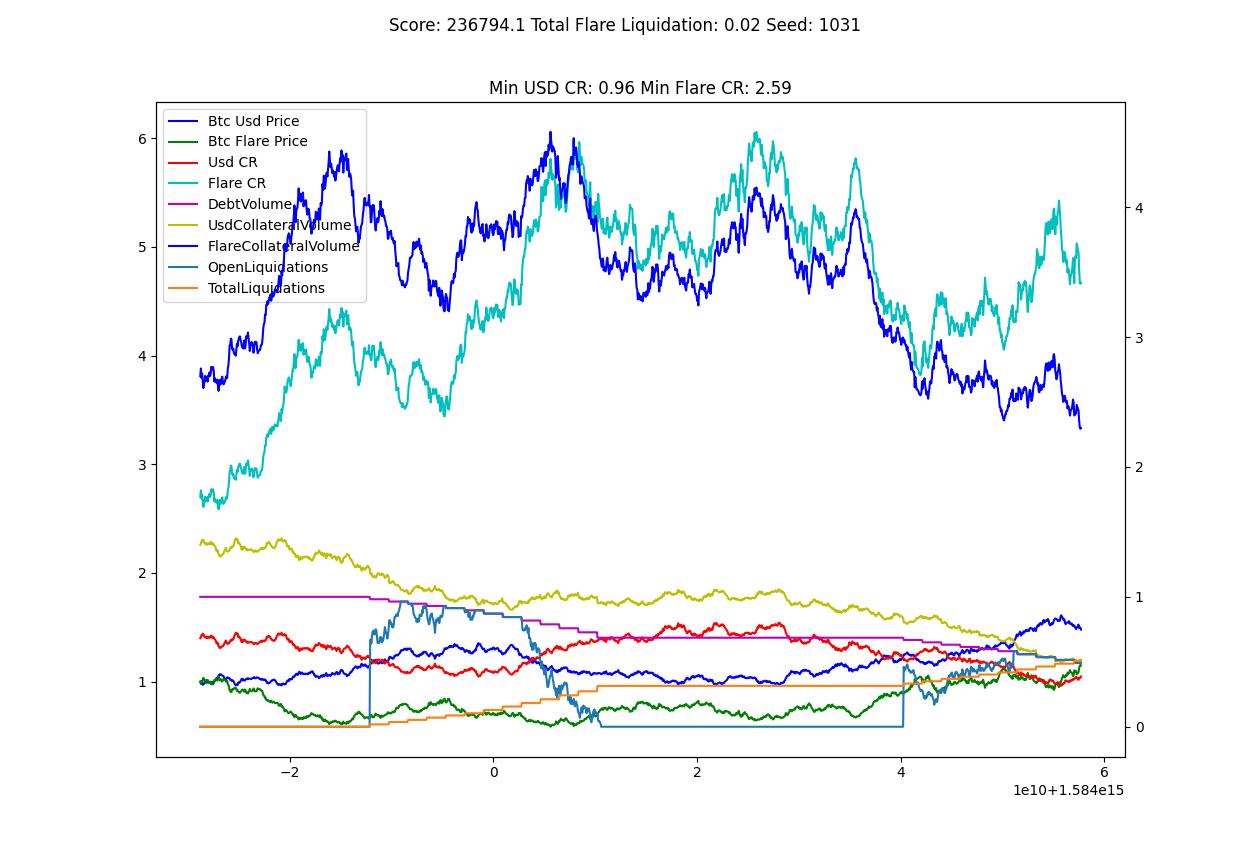 Score: 236794.1 Total Flare Liquidation: 0.02 Seed: 1031
Min USD CR: 0.96 Min Flare CR: 2.59
Btc Usd Price
Btc Flare Price
Usd CR
Flare CR
DebtVolume
UsdCollateralVolume
FlareCollateralVolume
OpenLiquidations
TotalLiquidations
6
5
4
3
2
1
4
3
2
1
0
−2
0
2
4
6
1e10+1.584e15